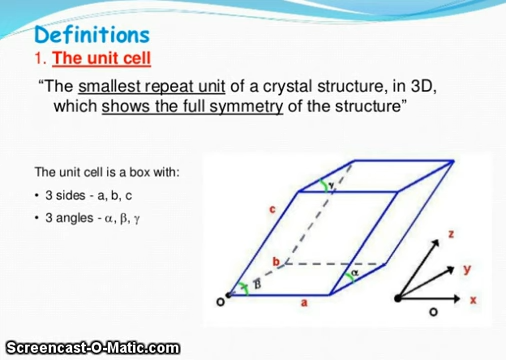 Definitions
1. The unit cell
“The smallest repeat unit of a crystal structure, in 3D,
which shows the full symmetry of the structure”
The unit cell is a box with:
• 3 sides - a, b, c
• 3 angles - α, β, γ
γ
c
z
b
α
y
β
O
a
x
O
Screencast-O-Matic.com